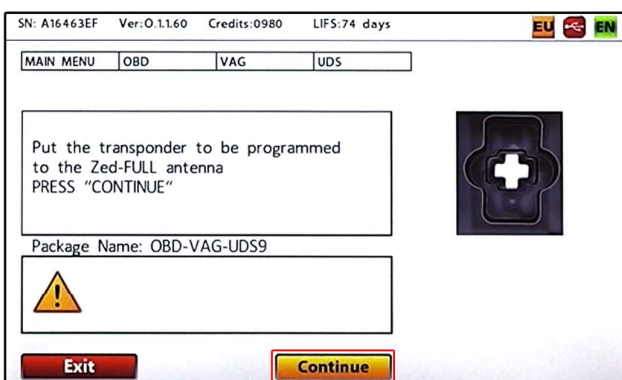 SN: A16463EF Ver:0.1.1.60 Credits:0980 LIFS:74 days EU EN
MAIN MENU OBD VAG UDS
Put the transponder to be programmed
to the Zed-FULL antenna
PRESS "CONTINUE"
Package Name: OBD-VAG-UDS9
Exit Continue